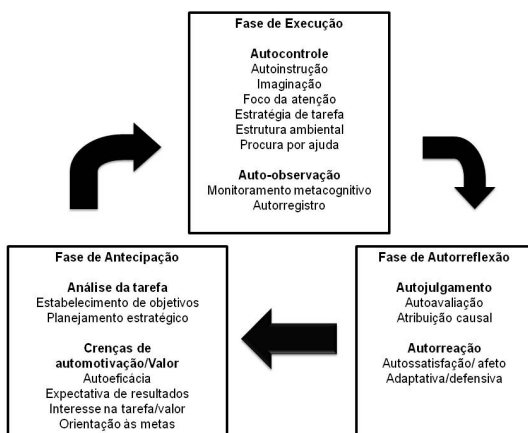 Fase de Execução
Autocontrole
Autoinstrução
Imaginação
Foco da atenção
Estratégia de tarefa
Estrutura ambiental
Procura por ajuda
Auto-observação
Monitoramento metacognitivo
Autorregistro
Fase de Antecipação
Análise da tarefa
Estabelecimento de objetivos
Planejamento estratégico
Crenças de
automotivação/Valor
Autoeficácia
Expectativa de resultados
Interesse na tarefa/valor
Orientação às metas
Fase de Autorreflexão
Autojulgamento
Autoavaliação
Atribuição causal
Autorreação
Autossatisfação/ afeto
Adaptativa/defensiva